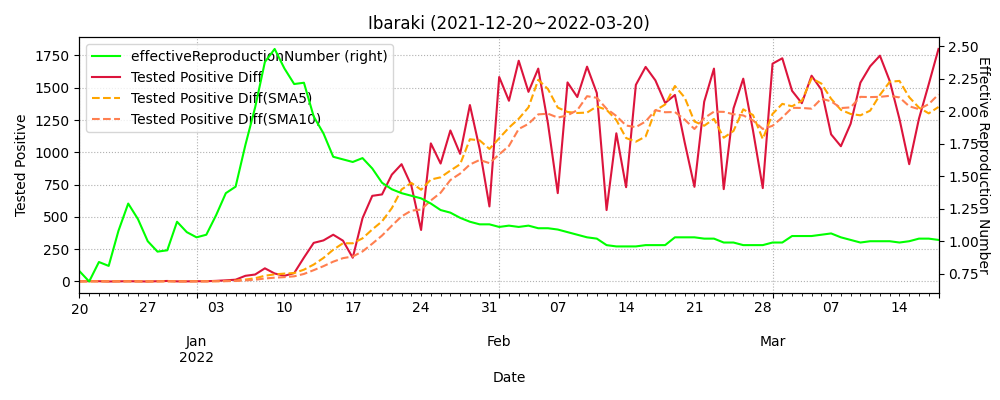 Ibaraki (2021-12-20~2022-03-20)
effectiveReproductionNumber (right)
Tested Positive Diff
Tested Positive Diff(SMA5)
Tested Positive Diff(SMA10)
Tested Positive
1750
1500
1250
1000
750
500
250
0
2.50
2.25
2.00
1.75
1.50
1.25
1.00
0.75
Effective Reproduction Number
20 27 03 10 17 24 31 07 14 21 28 07 14
Jan Feb Mar
2022
Date